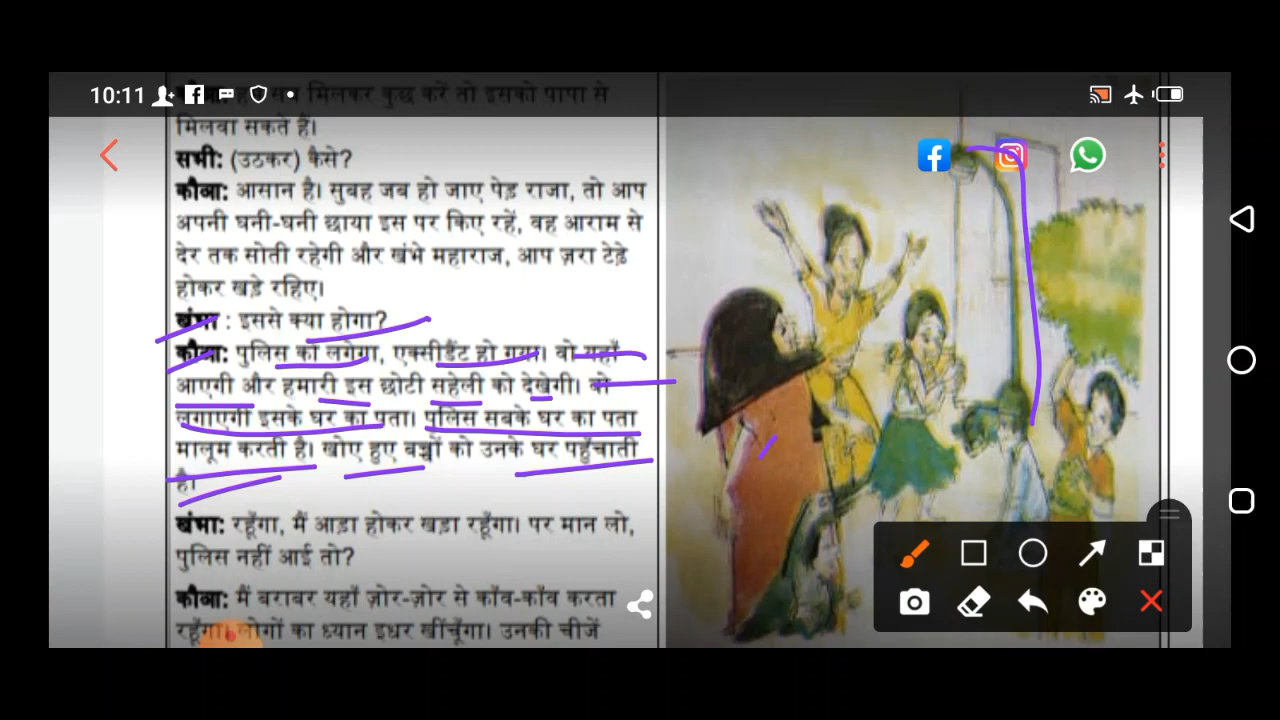 10:11
मिलकर कुछ करें तो इसको पापा से
मिलवा सकते हैं।
सभी: (उठकर) कैसे?
कौआ: आसान है। सुबह जब हो जाए पेड़ राजा, तो आप
अपनी घनी-घनी छाया इस पर किए रहें, वह आराम से
देर तक सोती रहेगी और खंभे महाराज, आप ज़रा टेढ़े
होकर खड़े रहिए।
खंभा : इससे क्या होगा?
कौआ: पुलिस को लगेगा, एक्सीडैंट हो गया। वो यहाँ
आएगी और हमारी इस छोटी सहेली को देखेगी। वो
लगाएगी इसके घर का पता। पुलिस सबके घर का पता
मालूम करती है। खोए हुए बच्चों को उनके घर पहुँचाती
है।
खंभा: रहूँगा, मैं आड़ा होकर खड़ा रहूँगा। पर मान लो,
पुलिस नहीं आई तो?
कौआ: मैं बराबर यहाँ ज़ोर-ज़ोर से काँव-काँव करता
रहूँगा। लोगों का ध्यान इधर खींचूँगा। उनकी चीजें